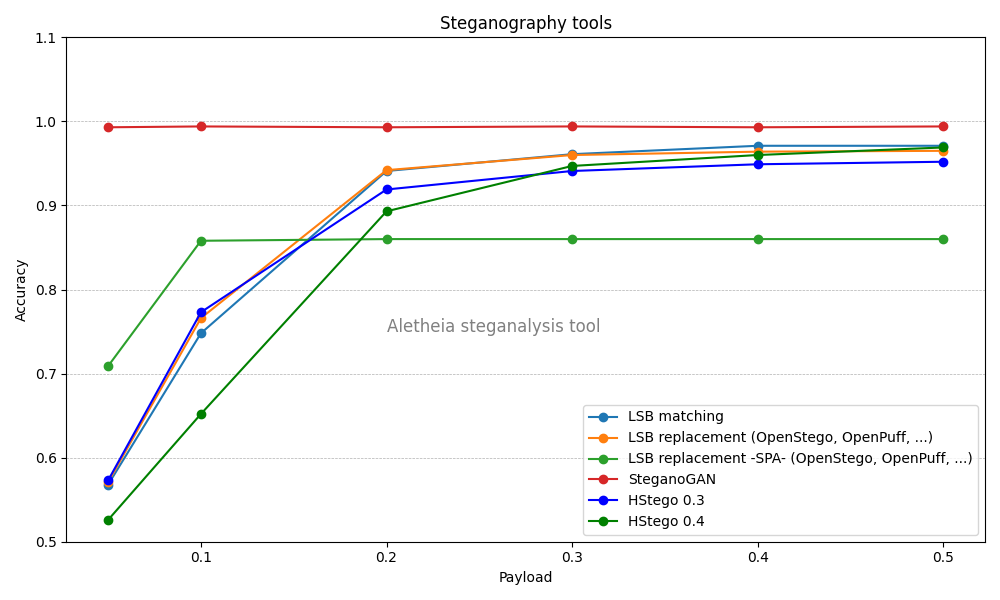 Steganography tools
1.1
1.0
0.9
0.8
0.7
0.6
0.5
Accuracy
Aletheia steganalysis tool
LSB matching
LSB replacement (OpenStego, OpenPuff, ...)
LSB replacement -SPA- (OpenStego, OpenPuff, ...)
SteganoGAN
HStego 0.3
HStego 0.4
0.1 0.2 0.3 0.4 0.5
Payload